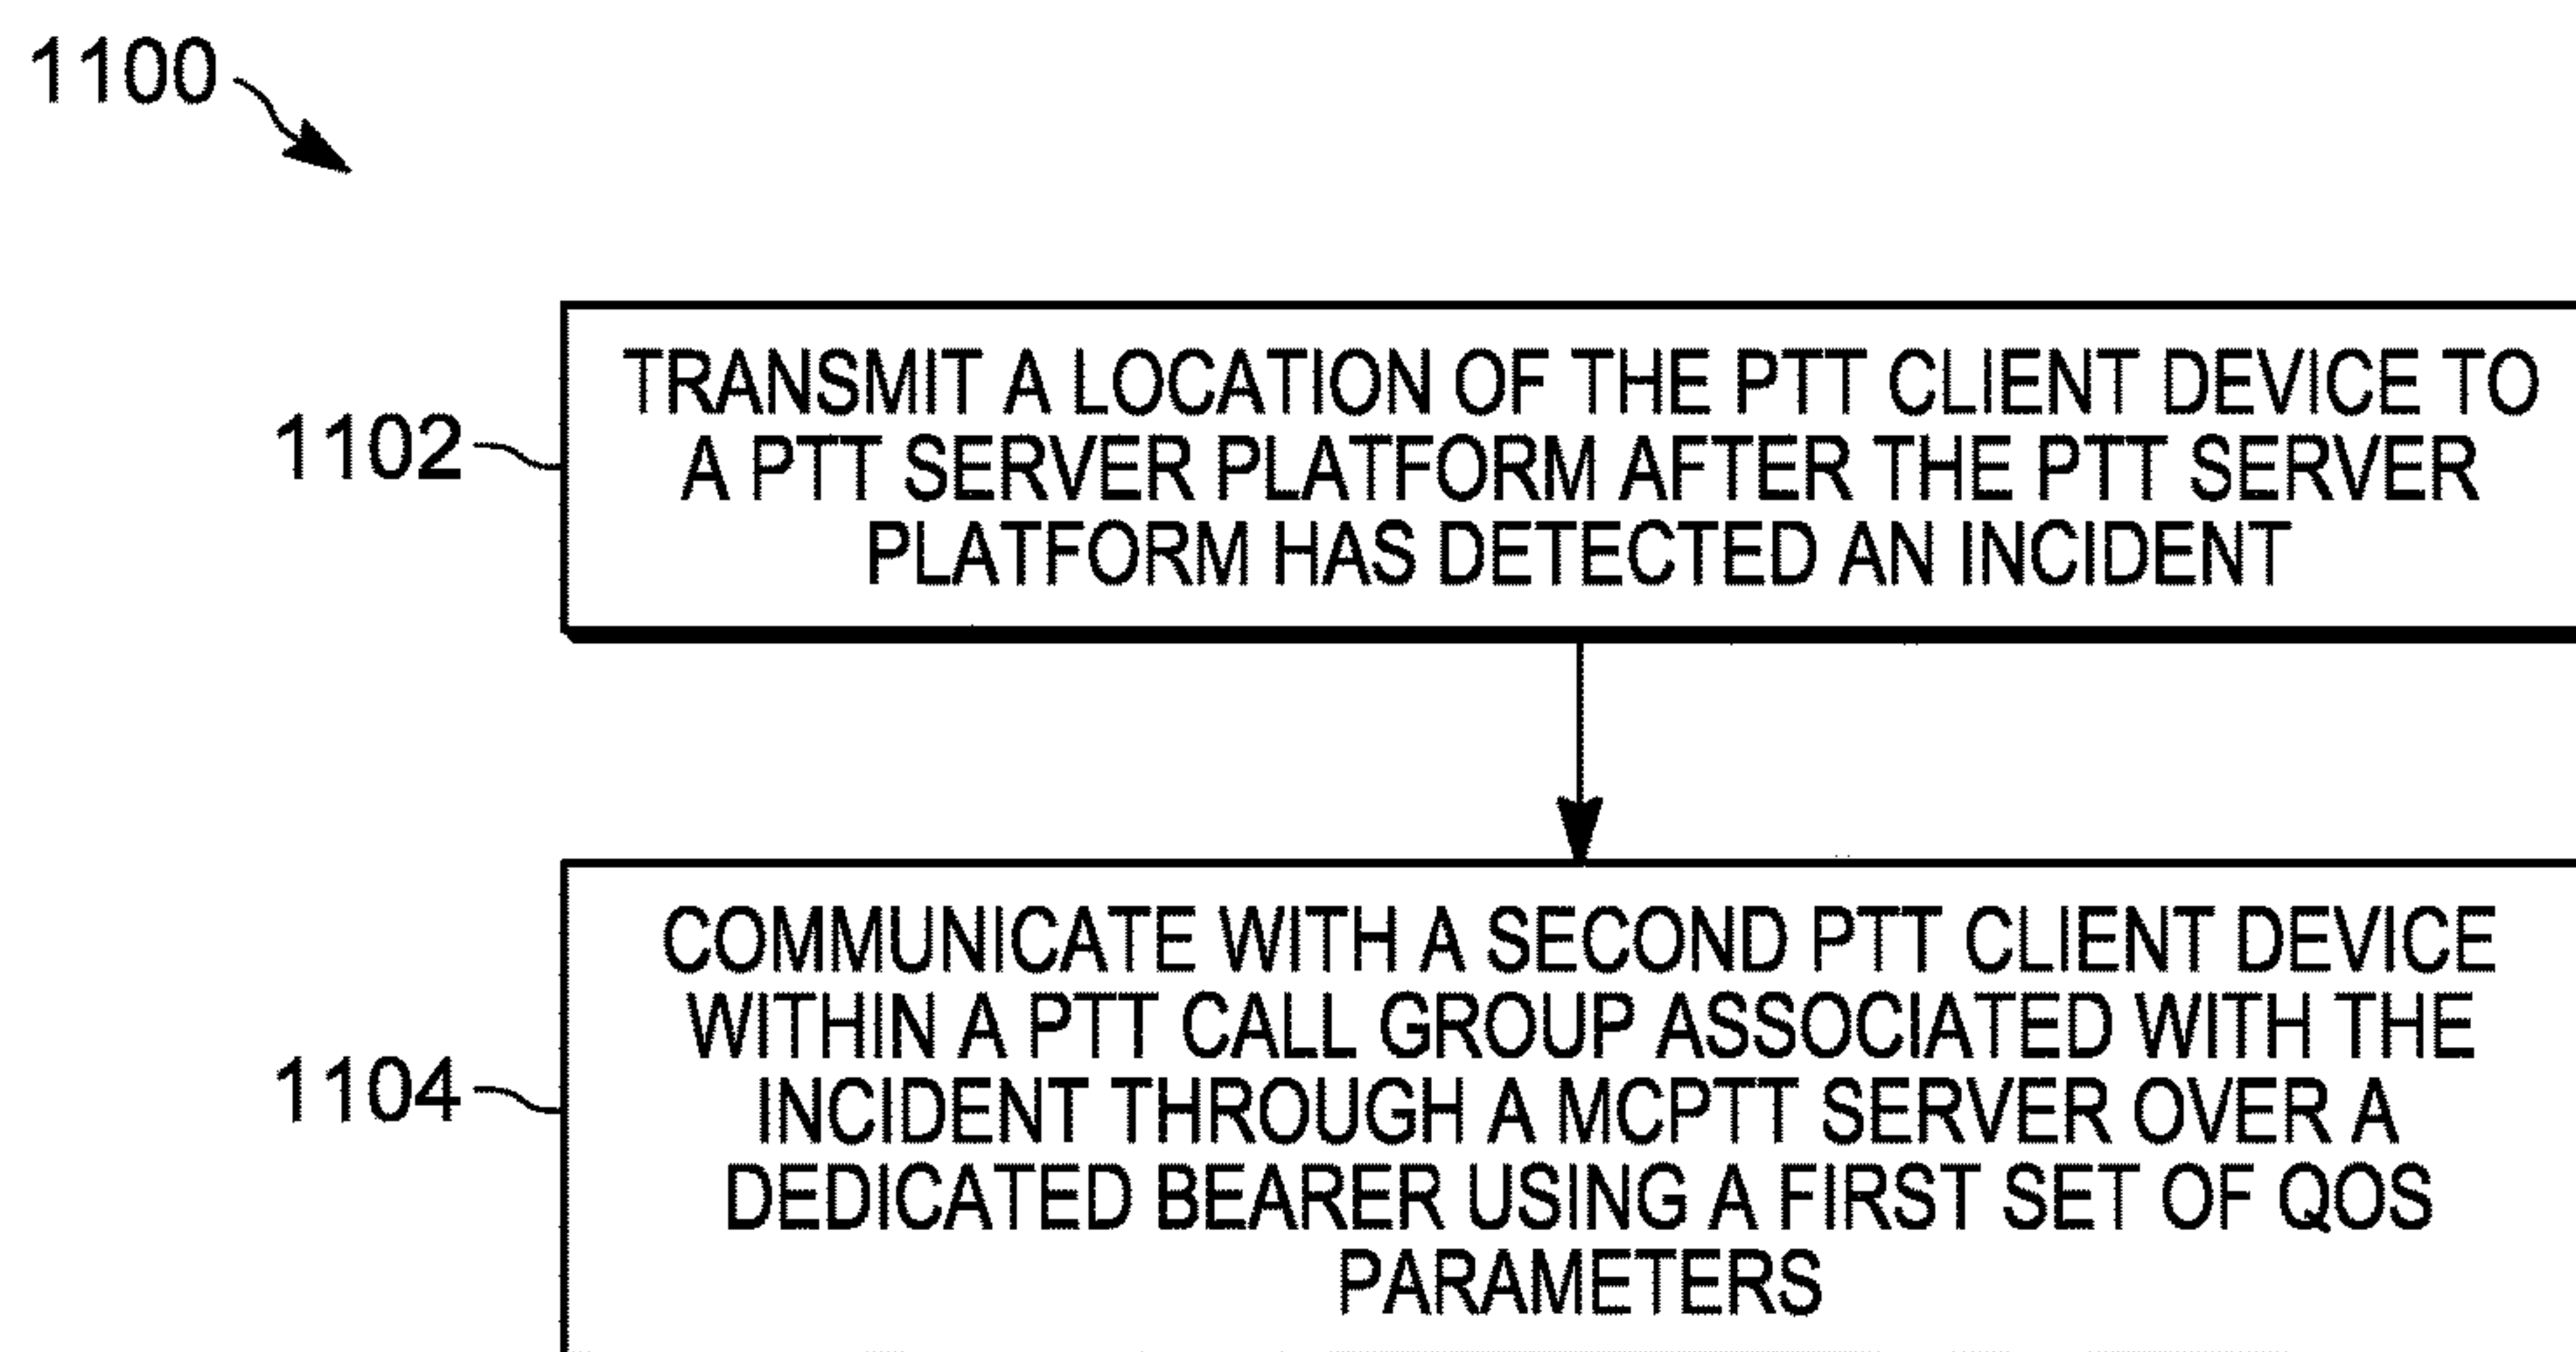 1100
1102
TRANSMIT A LOCATION OF THE PTT CLIENT DEVICE TO
A PTT SERVER PLATFORM AFTER THE PTT SERVER
PLATFORM HAS DETECTED AN INCIDENT
1104
COMMUNICATE WITH A SECOND PTT CLIENT DEVICE
WITHIN A PTT CALL GROUP ASSOCIATED WITH THE
INCIDENT THROUGH A MCPTT SERVER OVER A
DEDICATED BEARER USING A FIRST SET OF QOS
PARAMETERS